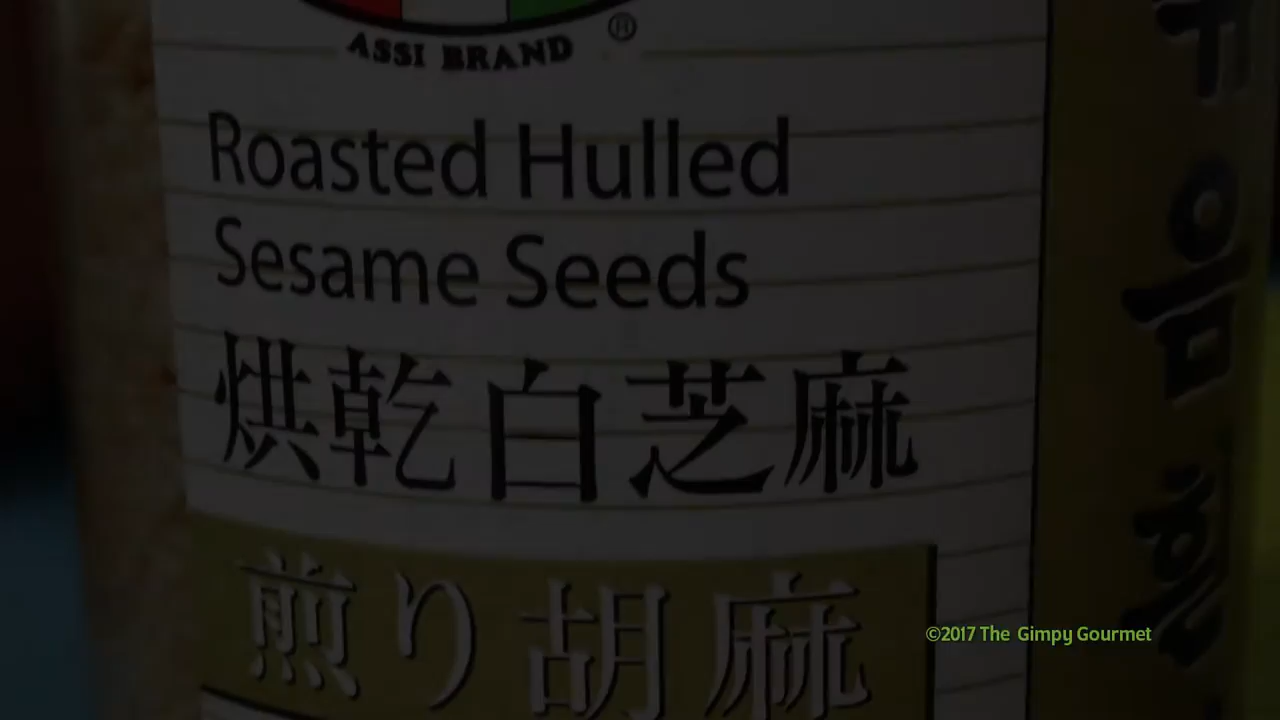 ASSI BRAND ®
Roasted Hulled
Sesame Seeds
烘乾白芝麻
煎り胡麻
©2017 The Gimpy Gourmet